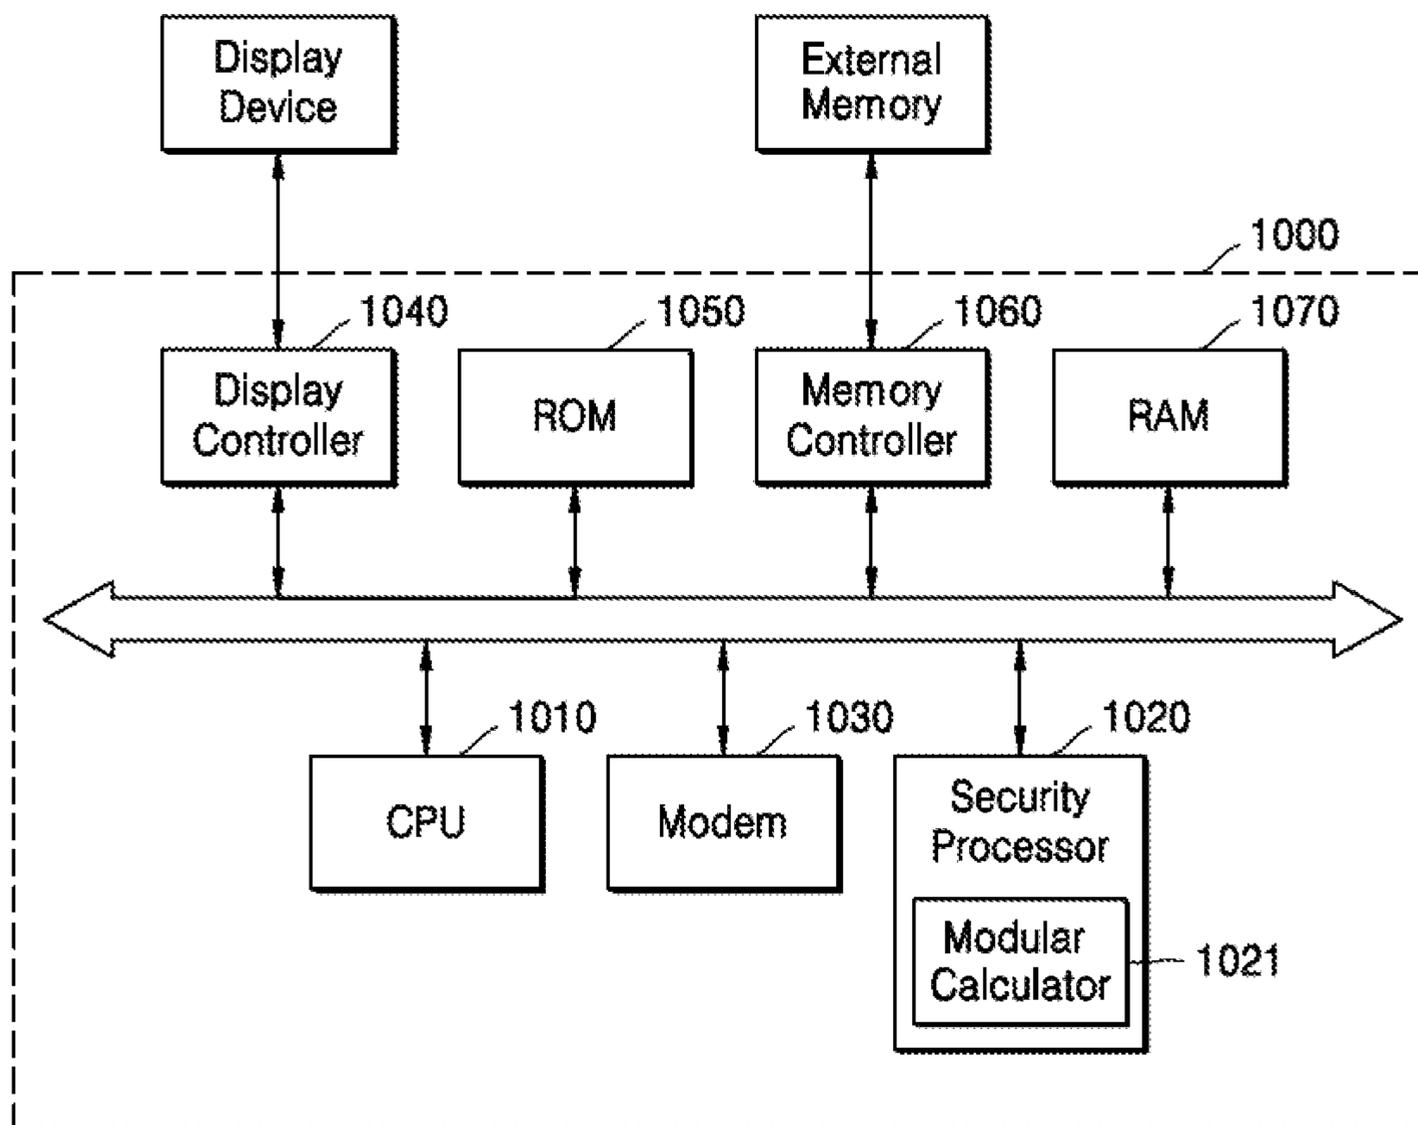 Display
Device
External
Memory
1000
1040
1050
1060
1070
Display
Controller
ROM
Memory
Controller
RAM
1010
1030
1020
CPU
Modem
Security
Processor
Modular
Calculator
1021